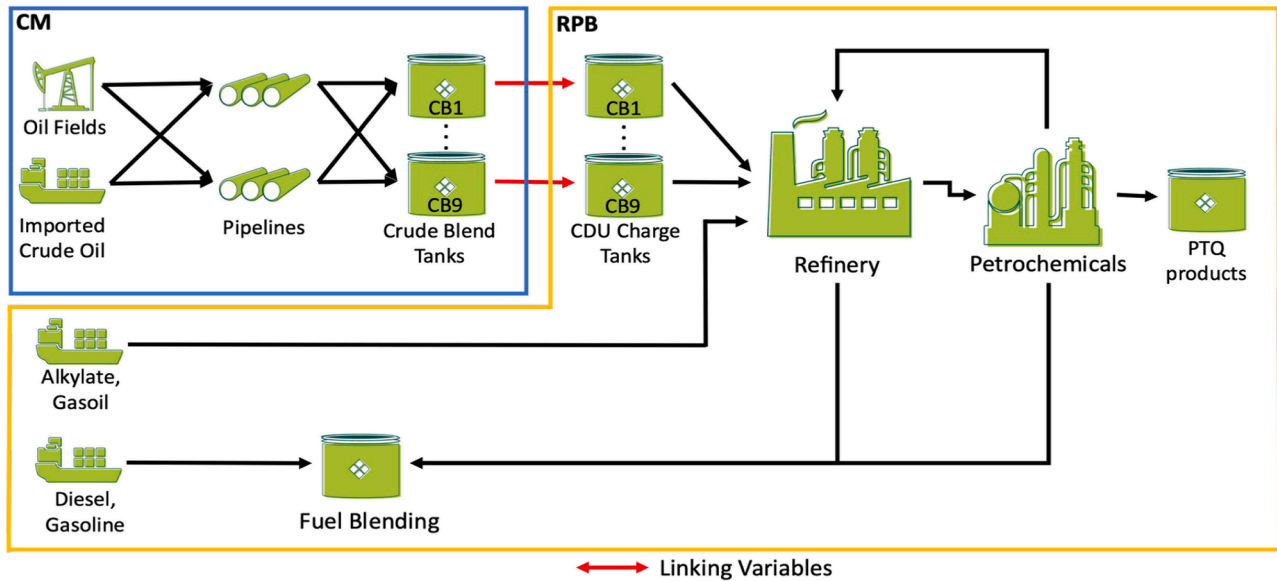 CM
RPB
Oil Fields
CB1
CB1
Imported
Crude Oil
Pipelines
CB9
Crude Blend
Tanks
CB9
CDU Charge
Tanks
Refinery
Petrochemicals
PTQ
products
Alkylate,
Gasoil
Diesel,
Gasoline
Fuel Blending
Linking Variables